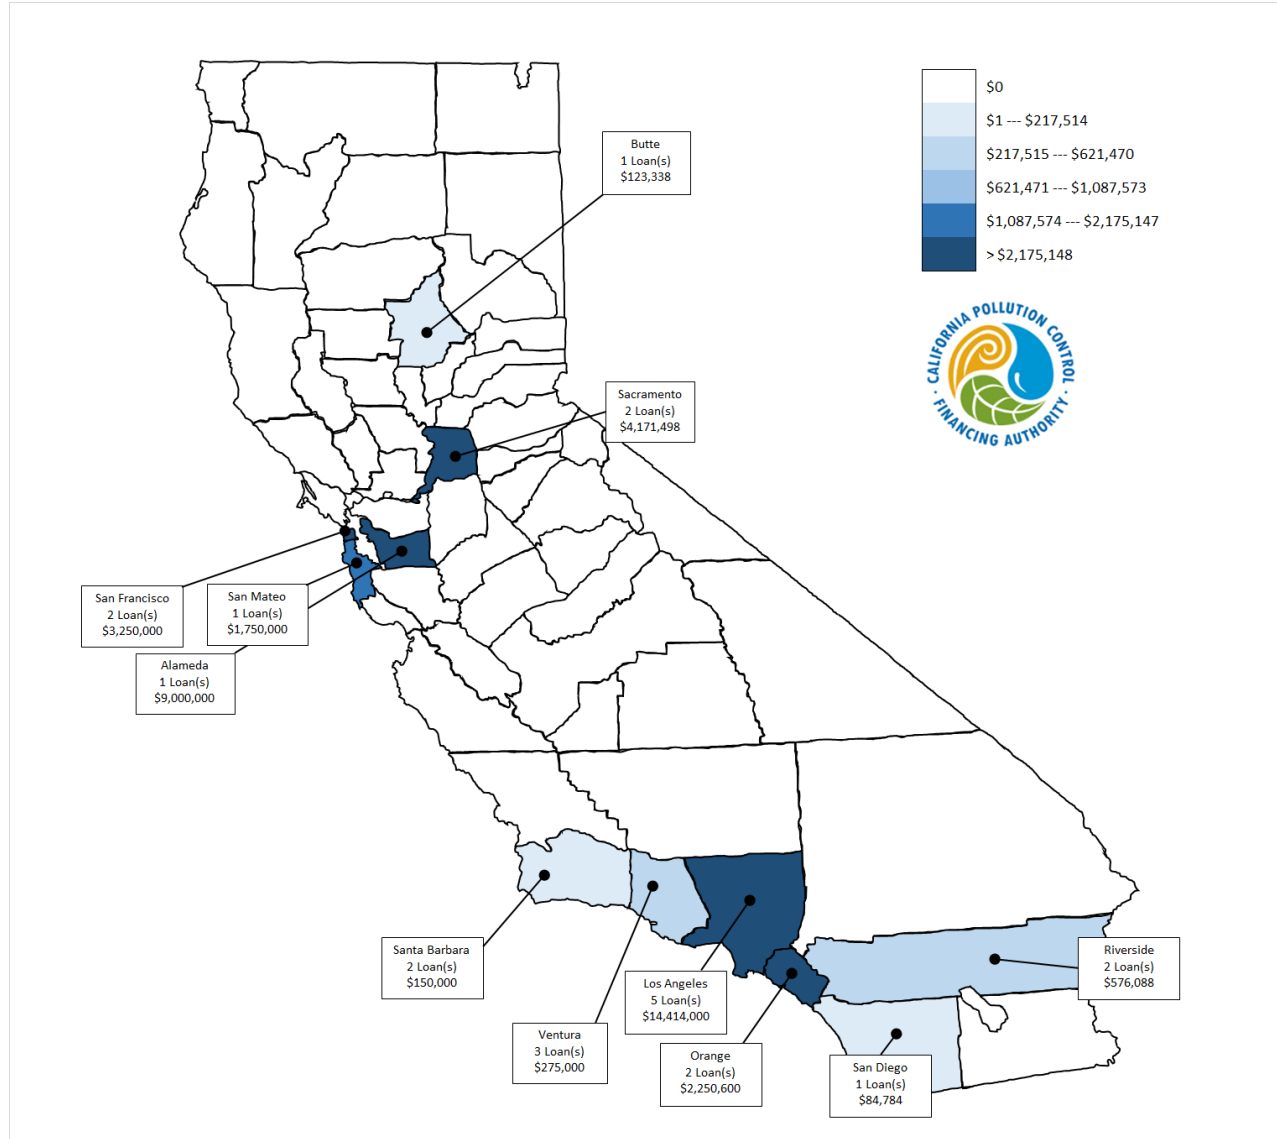 $0
$1 --- $217,514
$217,515 --- $621,470
$621,471 --- $1,087,573
$1,087,574 --- $2,175,147
> $2,175,148
· CALIFORNIA POLLUTION CONTROL ·
FINANCING AUTHORITY
Butte
1 Loan(s)
$123,338
Sacramento
2 Loan(s)
$4,171,498
San Francisco
2 Loan(s)
$3,250,000
San Mateo
1 Loan(s)
$1,750,000
Alameda
1 Loan(s)
$9,000,000
Santa Barbara
2 Loan(s)
$150,000
Ventura
3 Loan(s)
$275,000
Los Angeles
5 Loan(s)
$14,414,000
Orange
2 Loan(s)
$2,250,600
San Diego
1 Loan(s)
$84,784
Riverside
2 Loan(s)
$576,088